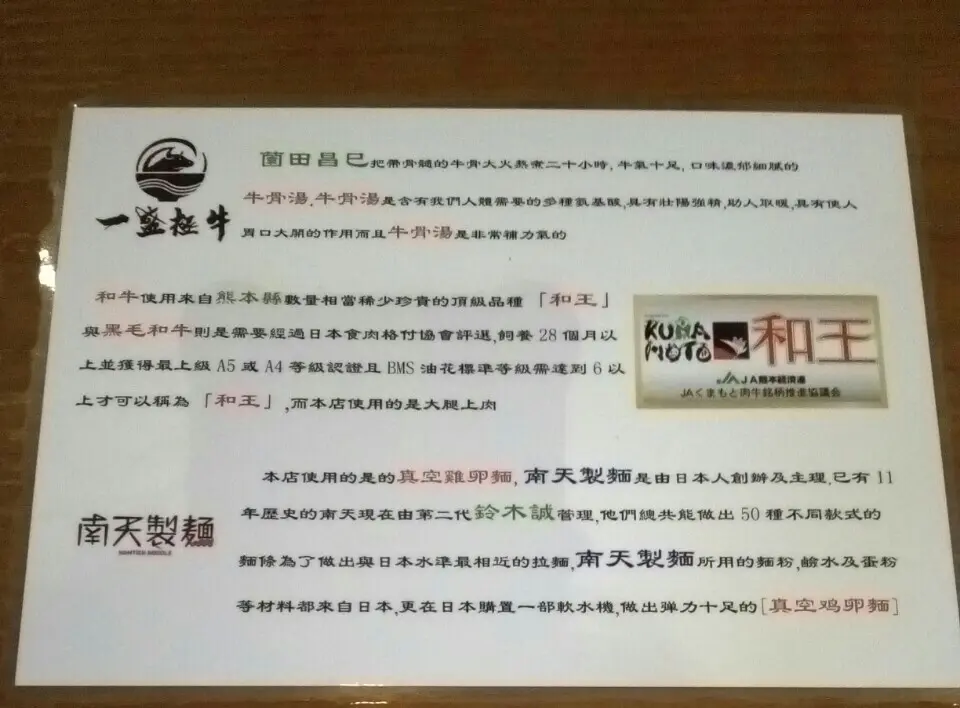 薗田昌巳把帶骨髓的牛骨大火熱煮二十小時,牛氣十足,口味濃郁細膩的
牛骨湯,牛骨湯是含有我們人體需要的多種氨基酸,具有壯陽強精,助人取暖,具有使人
胃口大開的作用而且牛骨湯是非常補力氣的
一盛極牛
和牛使用來自熊本縣數量相當稀少珍貴的頂級品種「和王」
與黑毛和牛則是需要經過日本食肉格付協會評選,飼養28個月以
上並獲得最上級A5或A4等級認證且BMS油花標準等級需達到6以
上才可以稱為「和王」,而本店使用的是大腿上肉
KUMA
MOTO
和王
JA熊本経済連
JAくまもと肉牛銘柄推進協議会
本店使用的是的真空雞卵麵,南天製麵是由日本人創辦及主理,已有11
年歷史的南天現在由第二代鈴木誠管理,他們總共能做出50種不同款式的
麵條為了做出與日本水準最相近的拉麵,南天製麵所用的麵粉,鹼水及蛋粉
等材料都來自日本,更在日本購置一部軟水機,做出弹力十足的[真空鸡卵麵]
南天製麺
NANTEN NOODLE